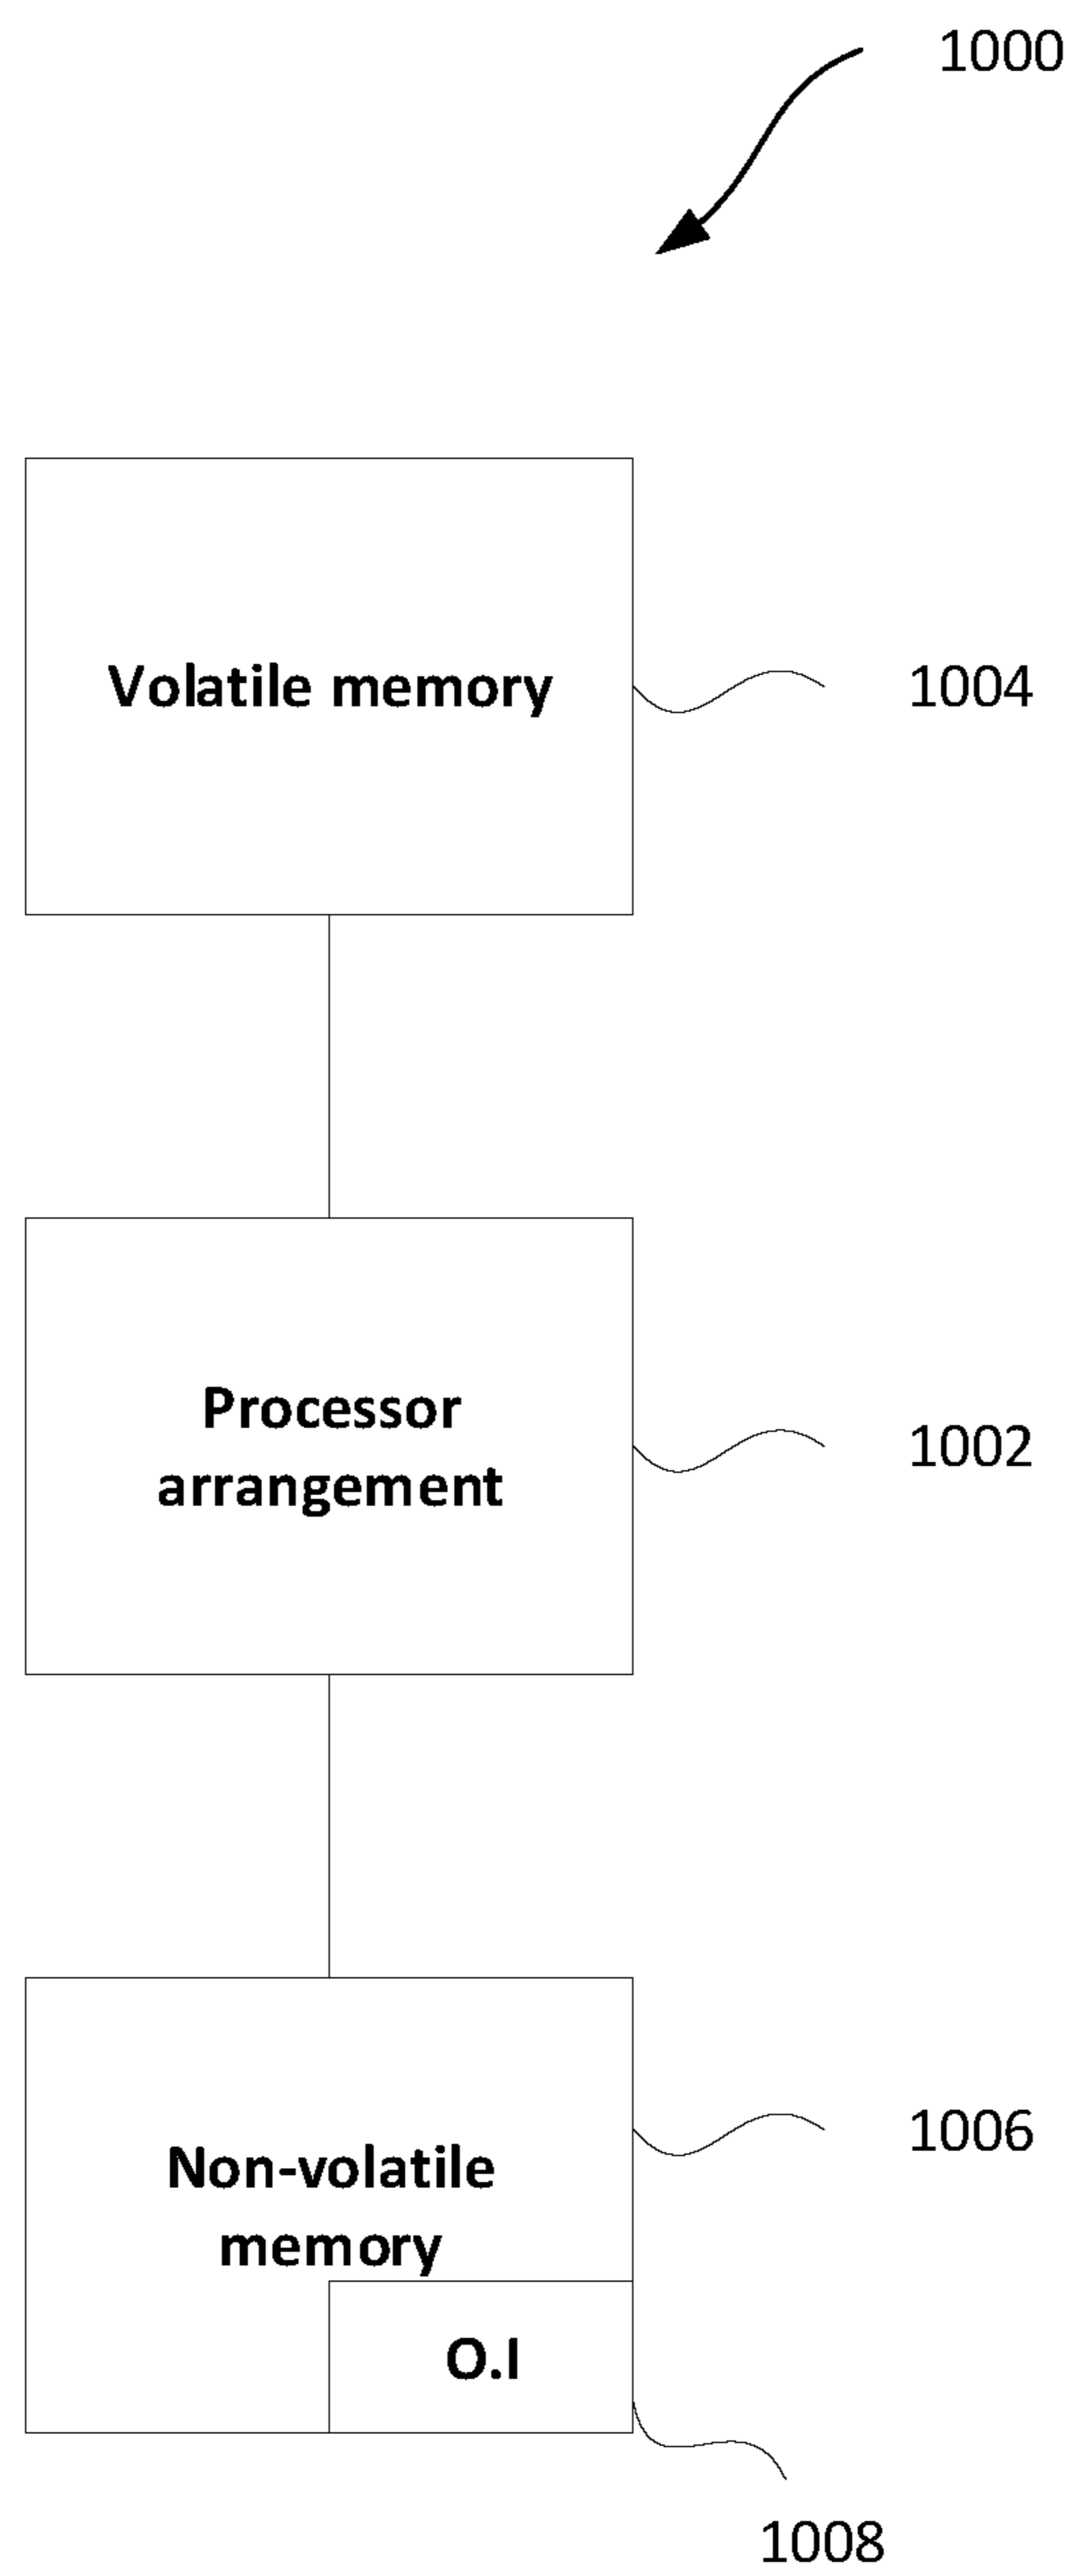 1000
Volatile memory
1004
Processor
arrangement
1002
Non-volatile
memory
1006
O.I
1008